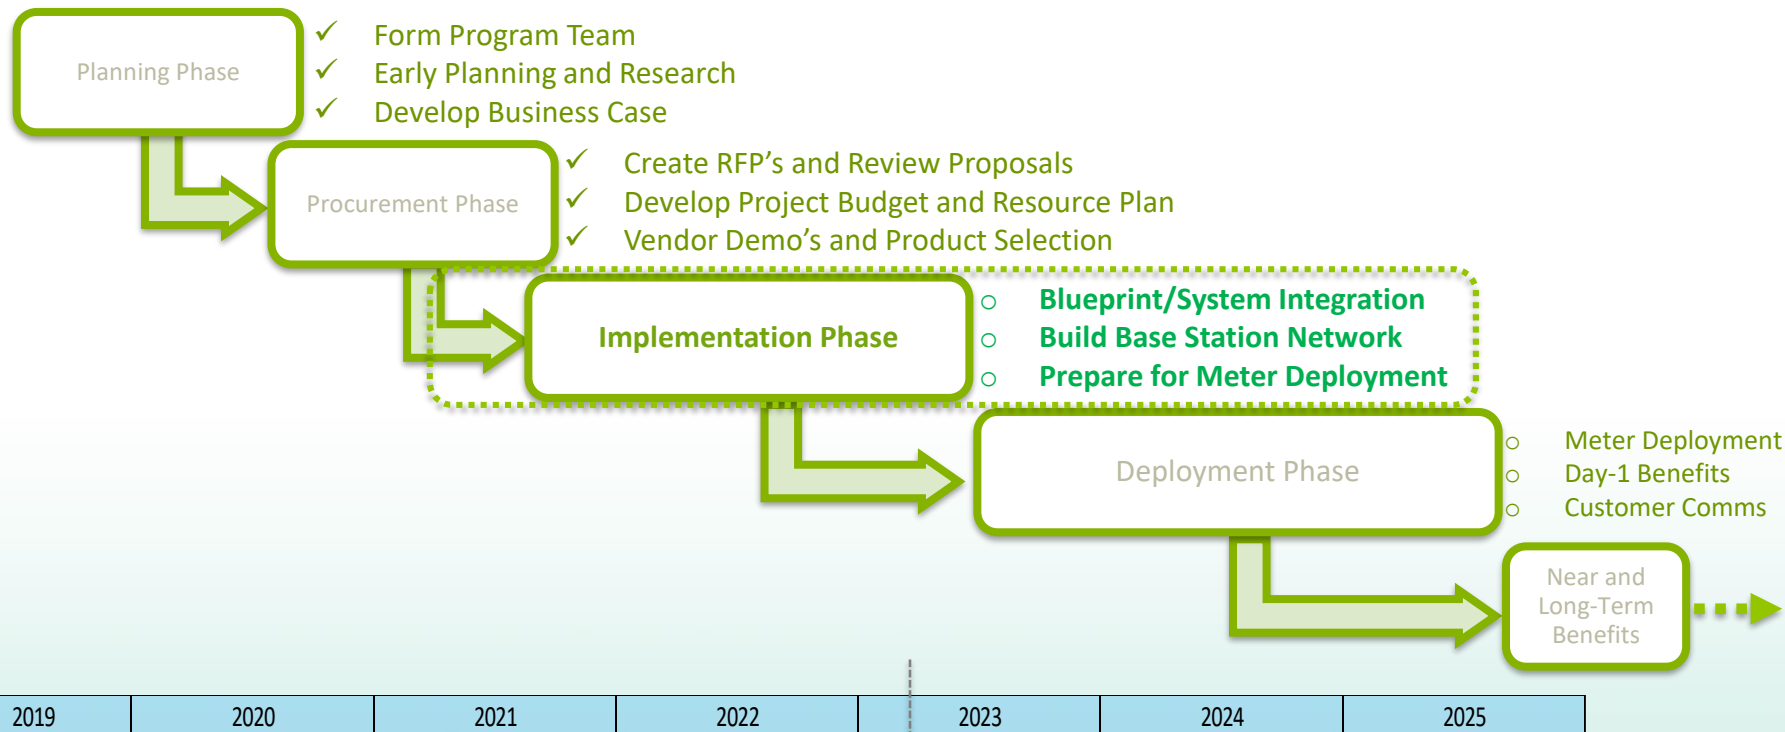 Planning Phase
✓ Form Program Team
✓ Early Planning and Research
✓ Develop Business Case
Procurement Phase
✓ Create RFP's and Review Proposals
✓ Develop Project Budget and Resource Plan
✓ Vendor Demo’s and Product Selection
Implementation Phase
o Blueprint/System Integration
o Build Base Station Network
o Prepare for Meter Deployment
Deployment Phase
o Meter Deployment
o Day-1 Benefits
o Customer Comms
Near and
Long-Term
Benefits
2019 2020 2021 2022 2023 2024 2025